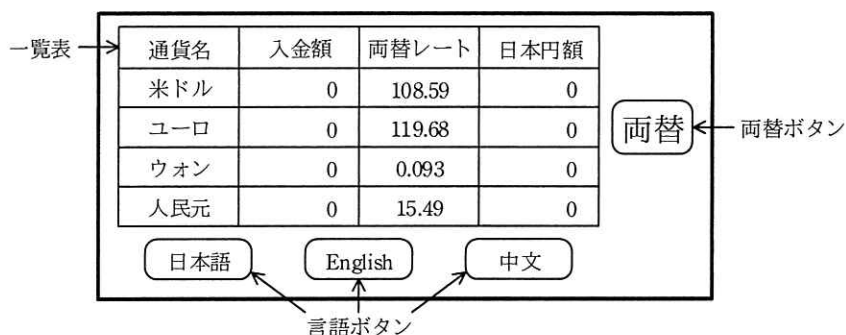 一覧表
通貨名 入金額 両替レート 日本円額
米ドル 0 108.59 0
ユーロ 0 119.68 0
ウォン 0 0.093 0
人民元 0 15.49 0
両替
両替ボタン
日本語 English 中文
言語ボタン